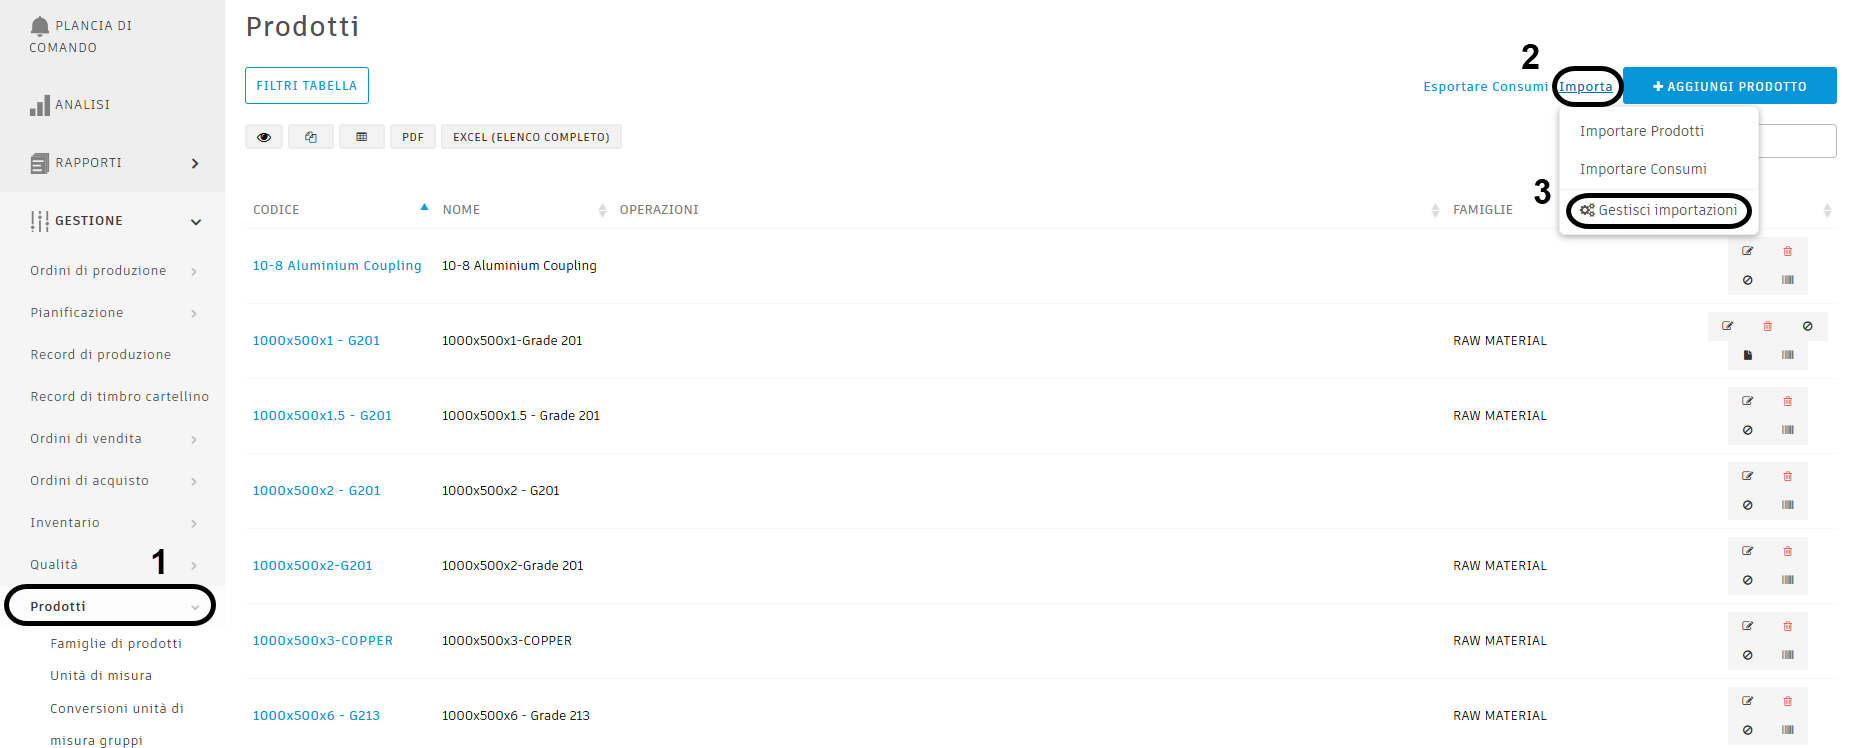 PLANCIA DI
COMANDO
ANALISI
RAPPORTI
GESTIONE
Ordini di produzione
Pianificazione
Record di produzione
Record di timbro cartellino
Ordini di vendita
Ordini di acquisto
Inventario
Qualità
1
Prodotti
Famiglie di prodotti
Unità di misura
Conversioni unità di
misura gruppi
Prodotti
FILTRI TABELLA
2
Esportare Consumi
Importa
+ AGGIUNGI PRODOTTO
PDF
EXCEL (ELENCO COMPLETO)
Importare Prodotti
Importare Consumi
3
Gestisci importazioni
CODICE NOME OPERAZIONI FAMIGLIE
10-8 Aluminium Coupling 10-8 Aluminium Coupling
1000x500x1 - G201 1000x500x1-Grade 201 RAW MATERIAL
1000x500x1.5 - G201 1000x500x1.5 - Grade 201 RAW MATERIAL
1000x500x2 - G201 1000x500x2 - G201
1000x500x2-G201 1000x500x2-Grade 201 RAW MATERIAL
1000x500x3-COPPER 1000x500x3-COPPER RAW MATERIAL
1000x500x6 - G213 1000x500x6 - Grade 213 RAW MATERIAL